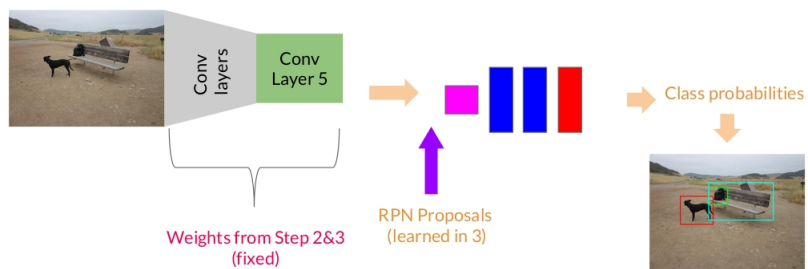 Conv
layers
Conv
Layer 5
Class probabilities
RPN Proposals
(learned in 3)
Weights from Step 2&3
(fixed)